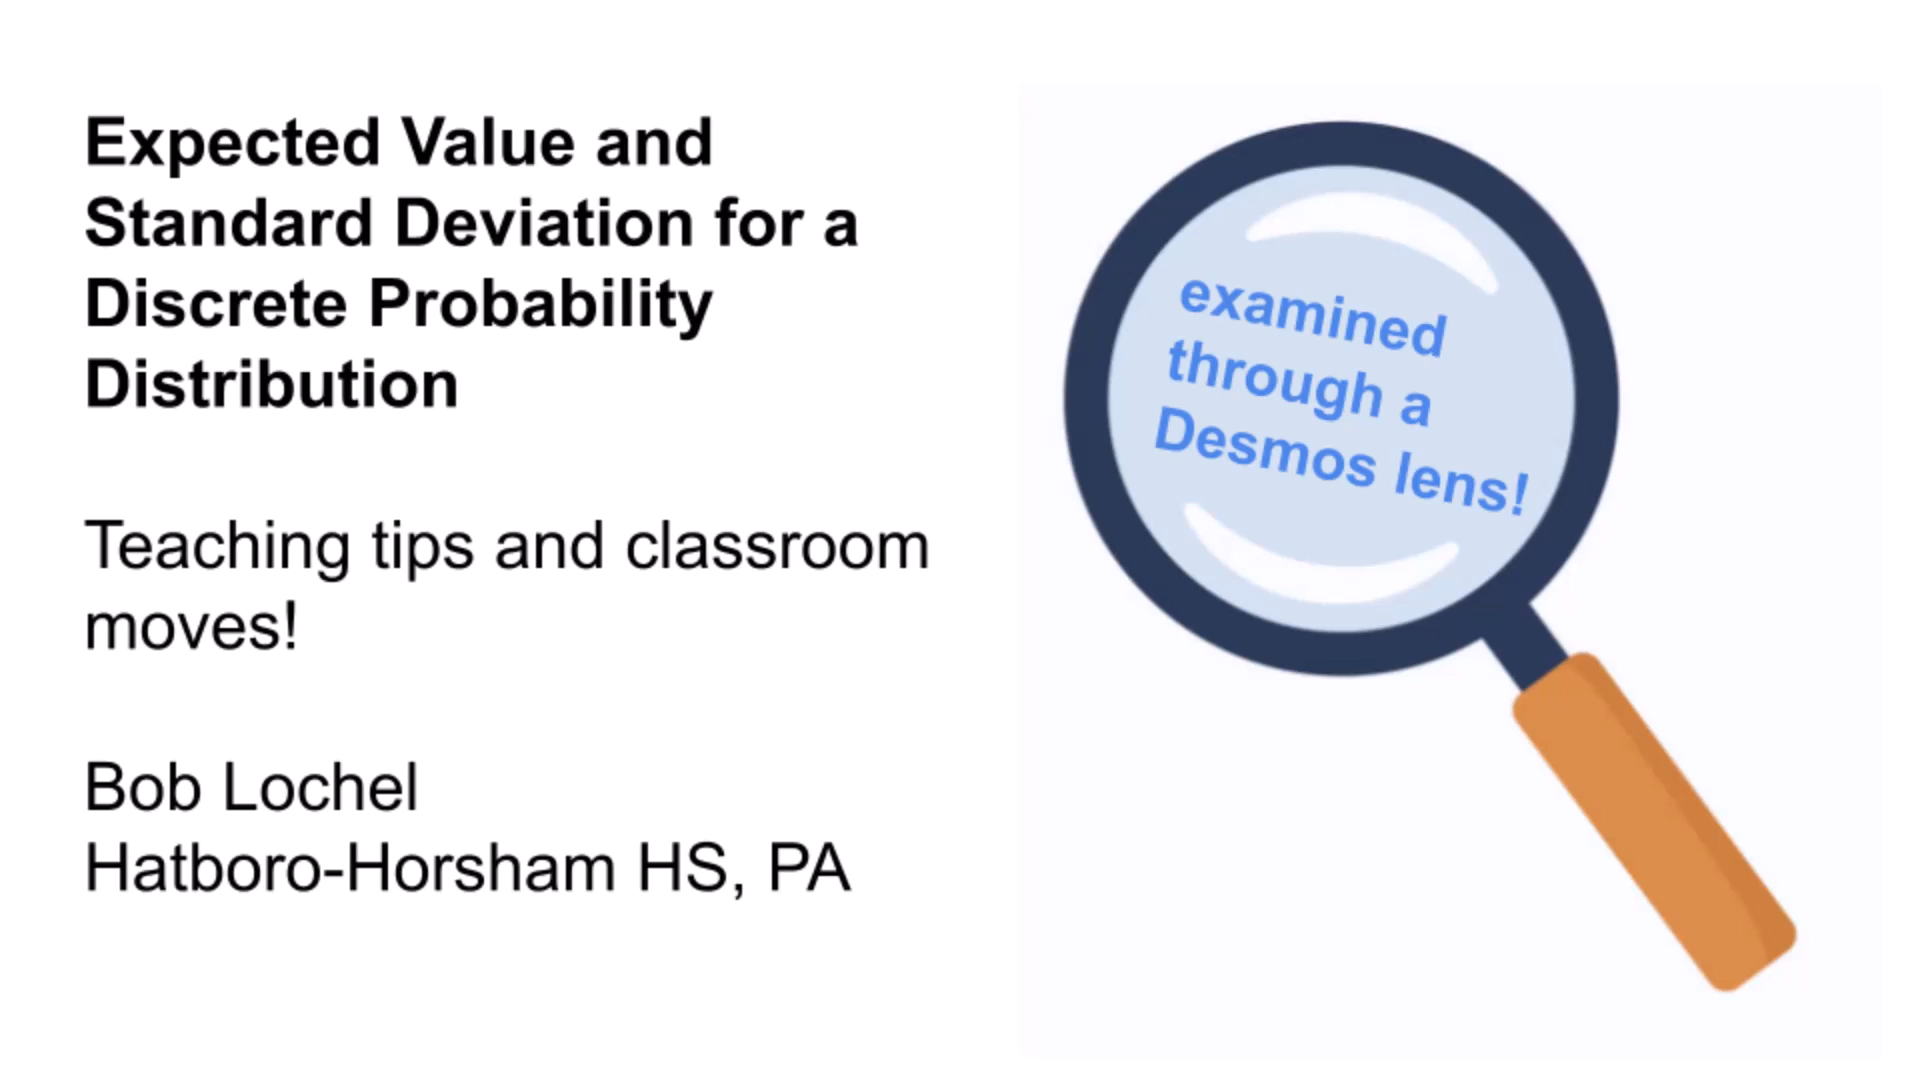 Expected Value and
Standard Deviation for a
Discrete Probability
Distribution
Teaching tips and classroom
moves!
Bob Lochel
Hatboro-Horsham HS, PA
examined
through a
Desmos lens!